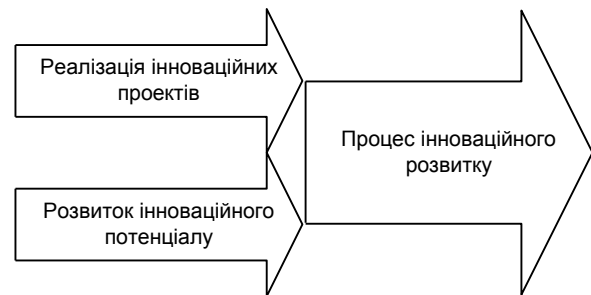 Реалізація інноваційних
проектів
Процес інноваційного
розвитку
Розвиток інноваційного
потенціалу